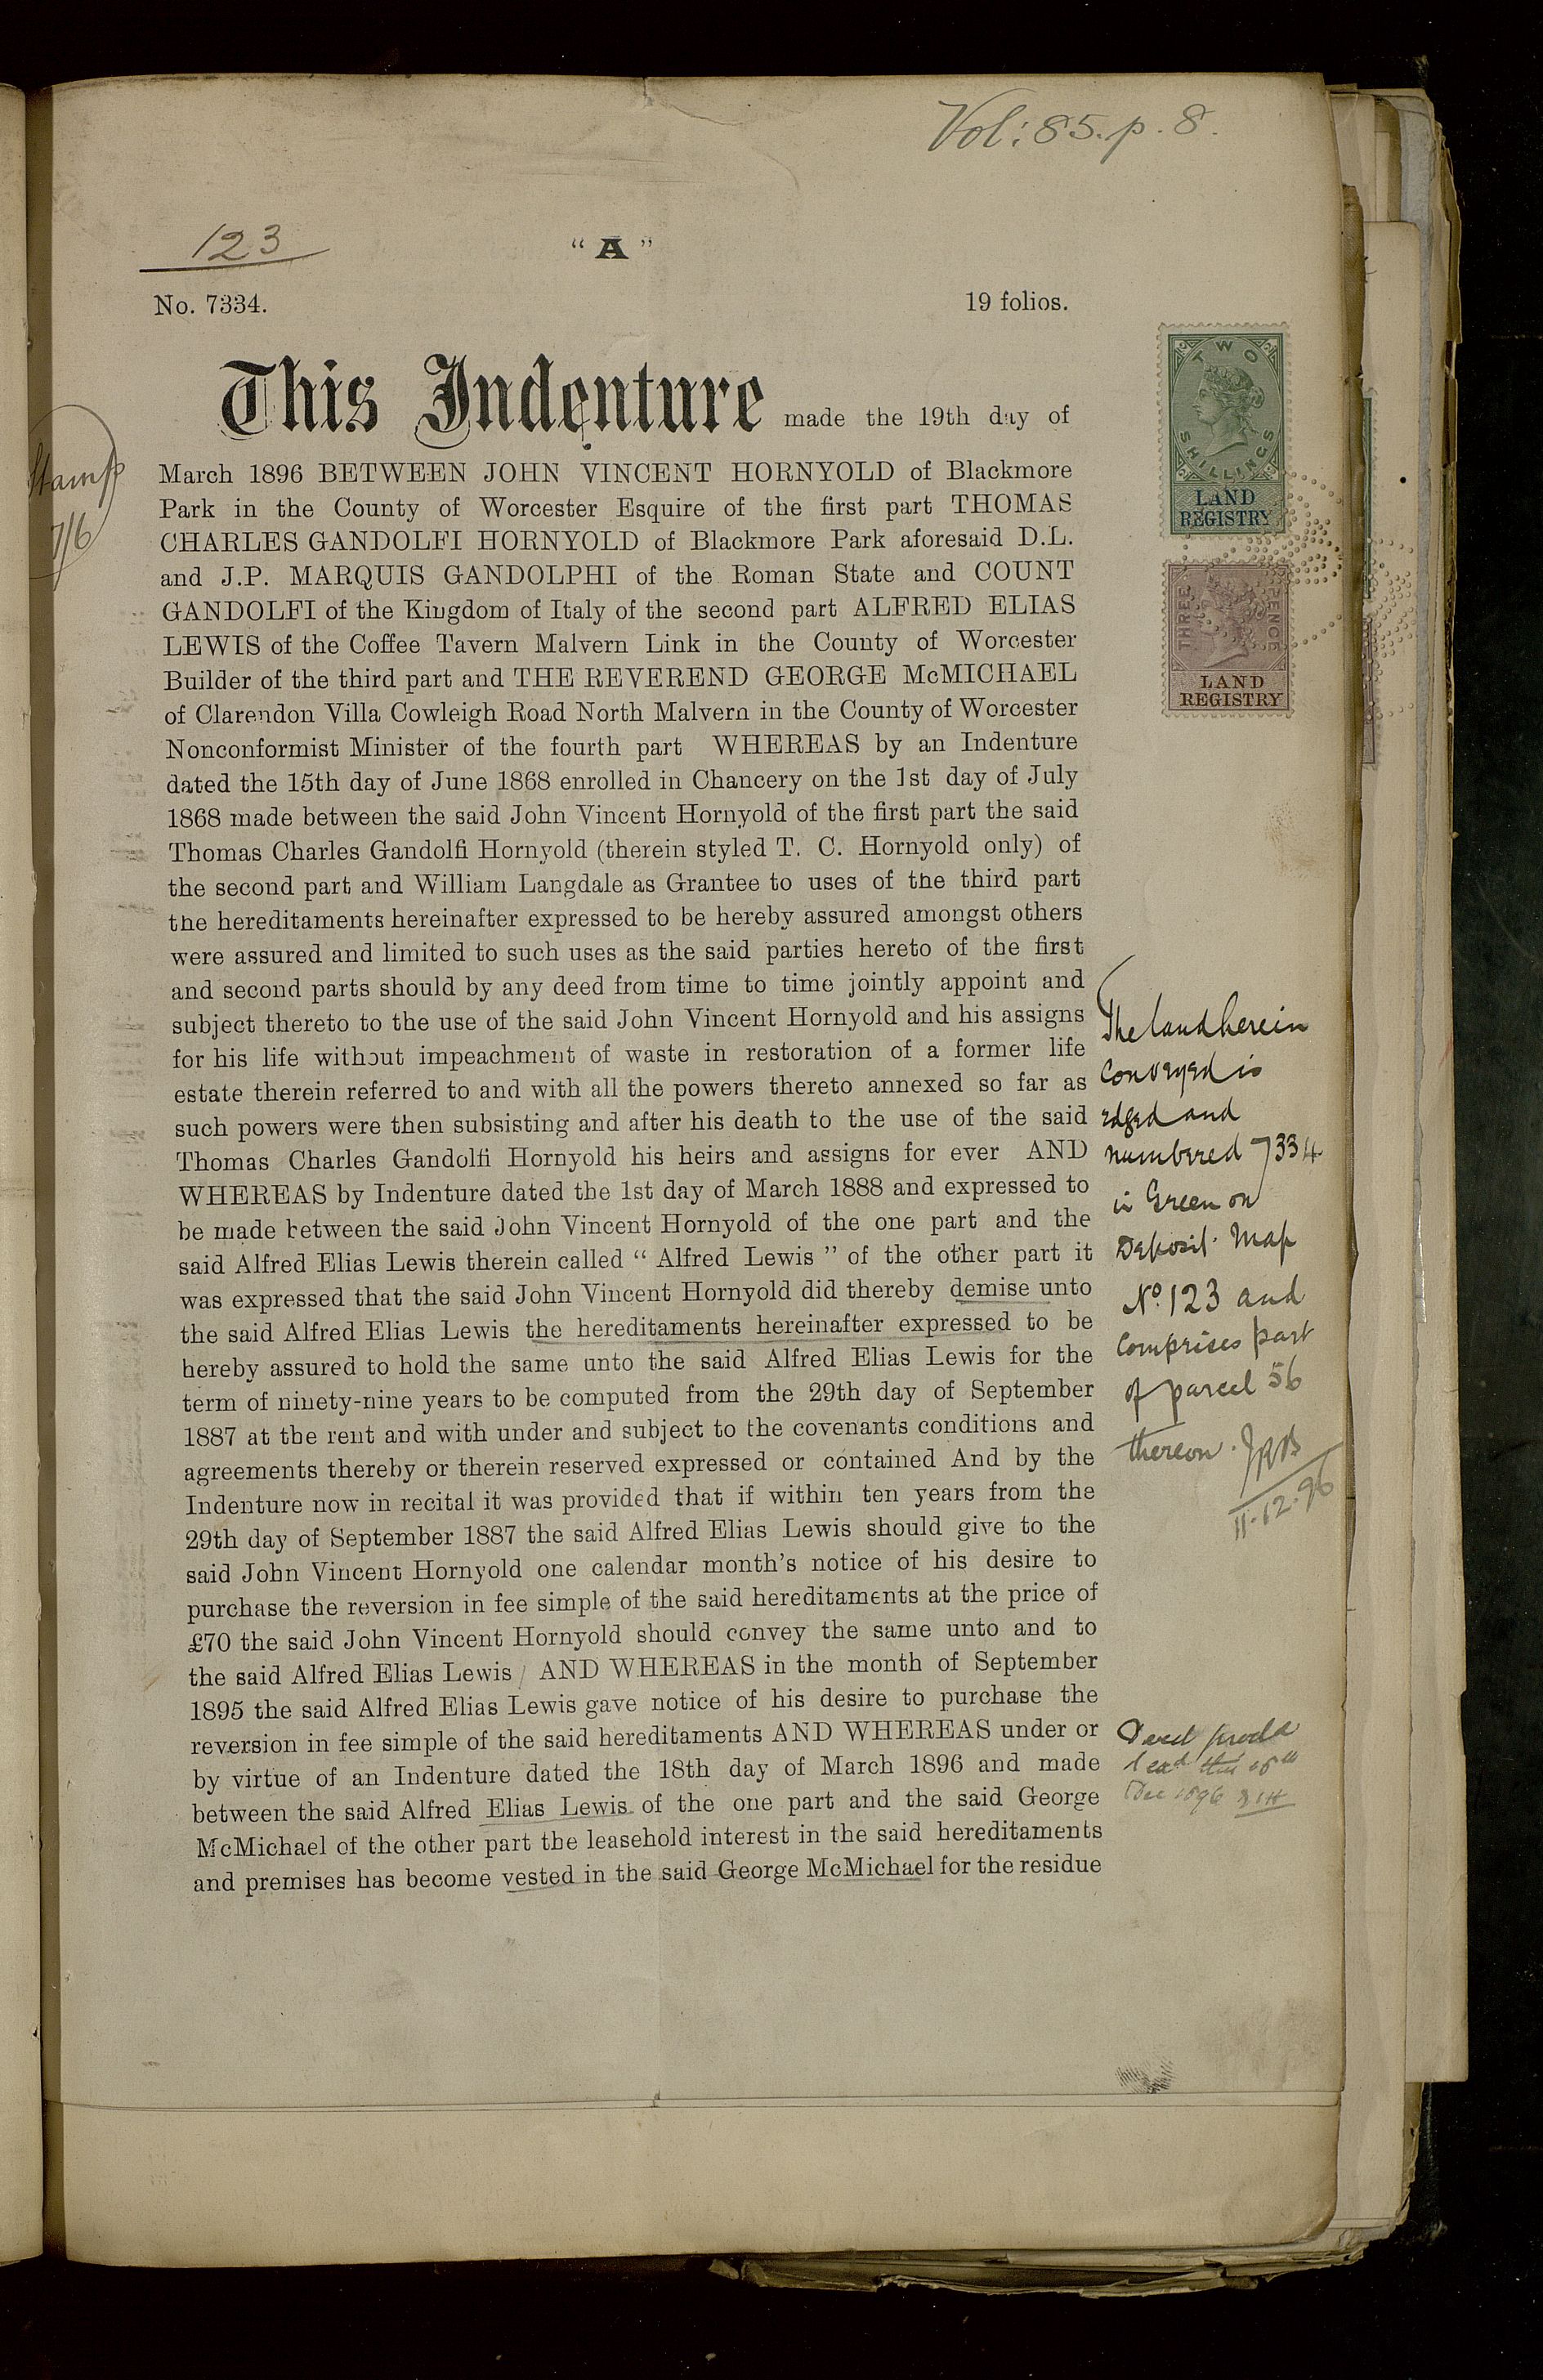 Vol: 85. p. 8.
123
" A "
No. 7334.
19 folios.
Stamp
7/6
This Indenture made the 19th day of
March 1896 BETWEEN JOHN VINCENT HORNYOLD of Blackmore
Park in the County of Worcester Esquire of the first part THOMAS
CHARLES GANDOLFI HORNYOLD of Blackmore Park aforesaid D.L.
and J.P. MARQUIS GANDOLPHI of the Roman State and COUNT
GANDOLFI of the Kingdom of Italy of the second part ALFRED ELIAS
LEWIS of the Coffee Tavern Malvern Link in the County of Worcester
Builder of the third part and THE REVEREND GEORGE McMICHAEL
of Clarendon Villa Cowleigh Road North Malvern in the County of Worcester
Nonconformist Minister of the fourth part WHEREAS by an Indenture
dated the 15th day of June 1868 enrolled in Chancery on the 1st day of July
1868 made between the said John Vincent Hornyold of the first part the said
Thomas Charles Gandolfi Hornyold (therein styled T. C. Hornyold only) of
the second part and William Langdale as Grantee to uses of the third part
the hereditaments hereinafter expressed to be hereby assured amongst others
were assured and limited to such uses as the said parties hereto of the first
and second parts should by any deed from time to time jointly appoint and
subject thereto to the use of the said John Vincent Hornyold and his assigns
for his life without impeachment of waste in restoration of a former life
estate therein referred to and with all the powers thereto annexed so far as
such powers were then subsisting and after his death to the use of the said
Thomas Charles Gandolfi Hornyold his heirs and assigns for ever AND
WHEREAS by Indenture dated the 1st day of March 1888 and expressed to
be made between the said John Vincent Hornyold of the one part and the
said Alfred Elias Lewis therein called " Alfred Lewis " of the other part it
was expressed that the said John Vincent Hornyold did thereby demise unto
the said Alfred Elias Lewis the hereditaments hereinafter expressed to be
hereby assured to hold the same unto the said Alfred Elias Lewis for the
term of ninety-nine years to be computed from the 29th day of September
1887 at the rent and with under and subject to the covenants conditions and
agreements thereby or therein reserved expressed or contained And by the
Indenture now in recital it was provided that if within ten years from the
29th day of September 1887 the said Alfred Elias Lewis should give to the
said John Vincent Hornyold one calendar month's notice of his desire to
purchase the reversion in fee simple of the said hereditaments at the price of
£70 the said John Vincent Hornyold should convey the same unto and to
the said Alfred Elias Lewis / AND WHEREAS in the month of September
1895 the said Alfred Elias Lewis gave notice of his desire to purchase the
reversion in fee simple of the said hereditaments AND WHEREAS under or
by virtue of an Indenture dated the 18th day of March 1896 and made
between the said Alfred Elias Lewis of the one part and the said George
McMichael of the other part the leasehold interest in the said hereditaments
and premises has become vested in the said George McMichael for the residue
TWO
SHILLINGS
LAND
REGISTRY
THREE PENCE
LAND
REGISTRY
The land herein
Conveyed is
edged and
numbered 7334
in Green on
Deposit Map
No. 123 and
Comprises part
of parcel 56
thereon.
11.12.96
Deed
Dec 1896